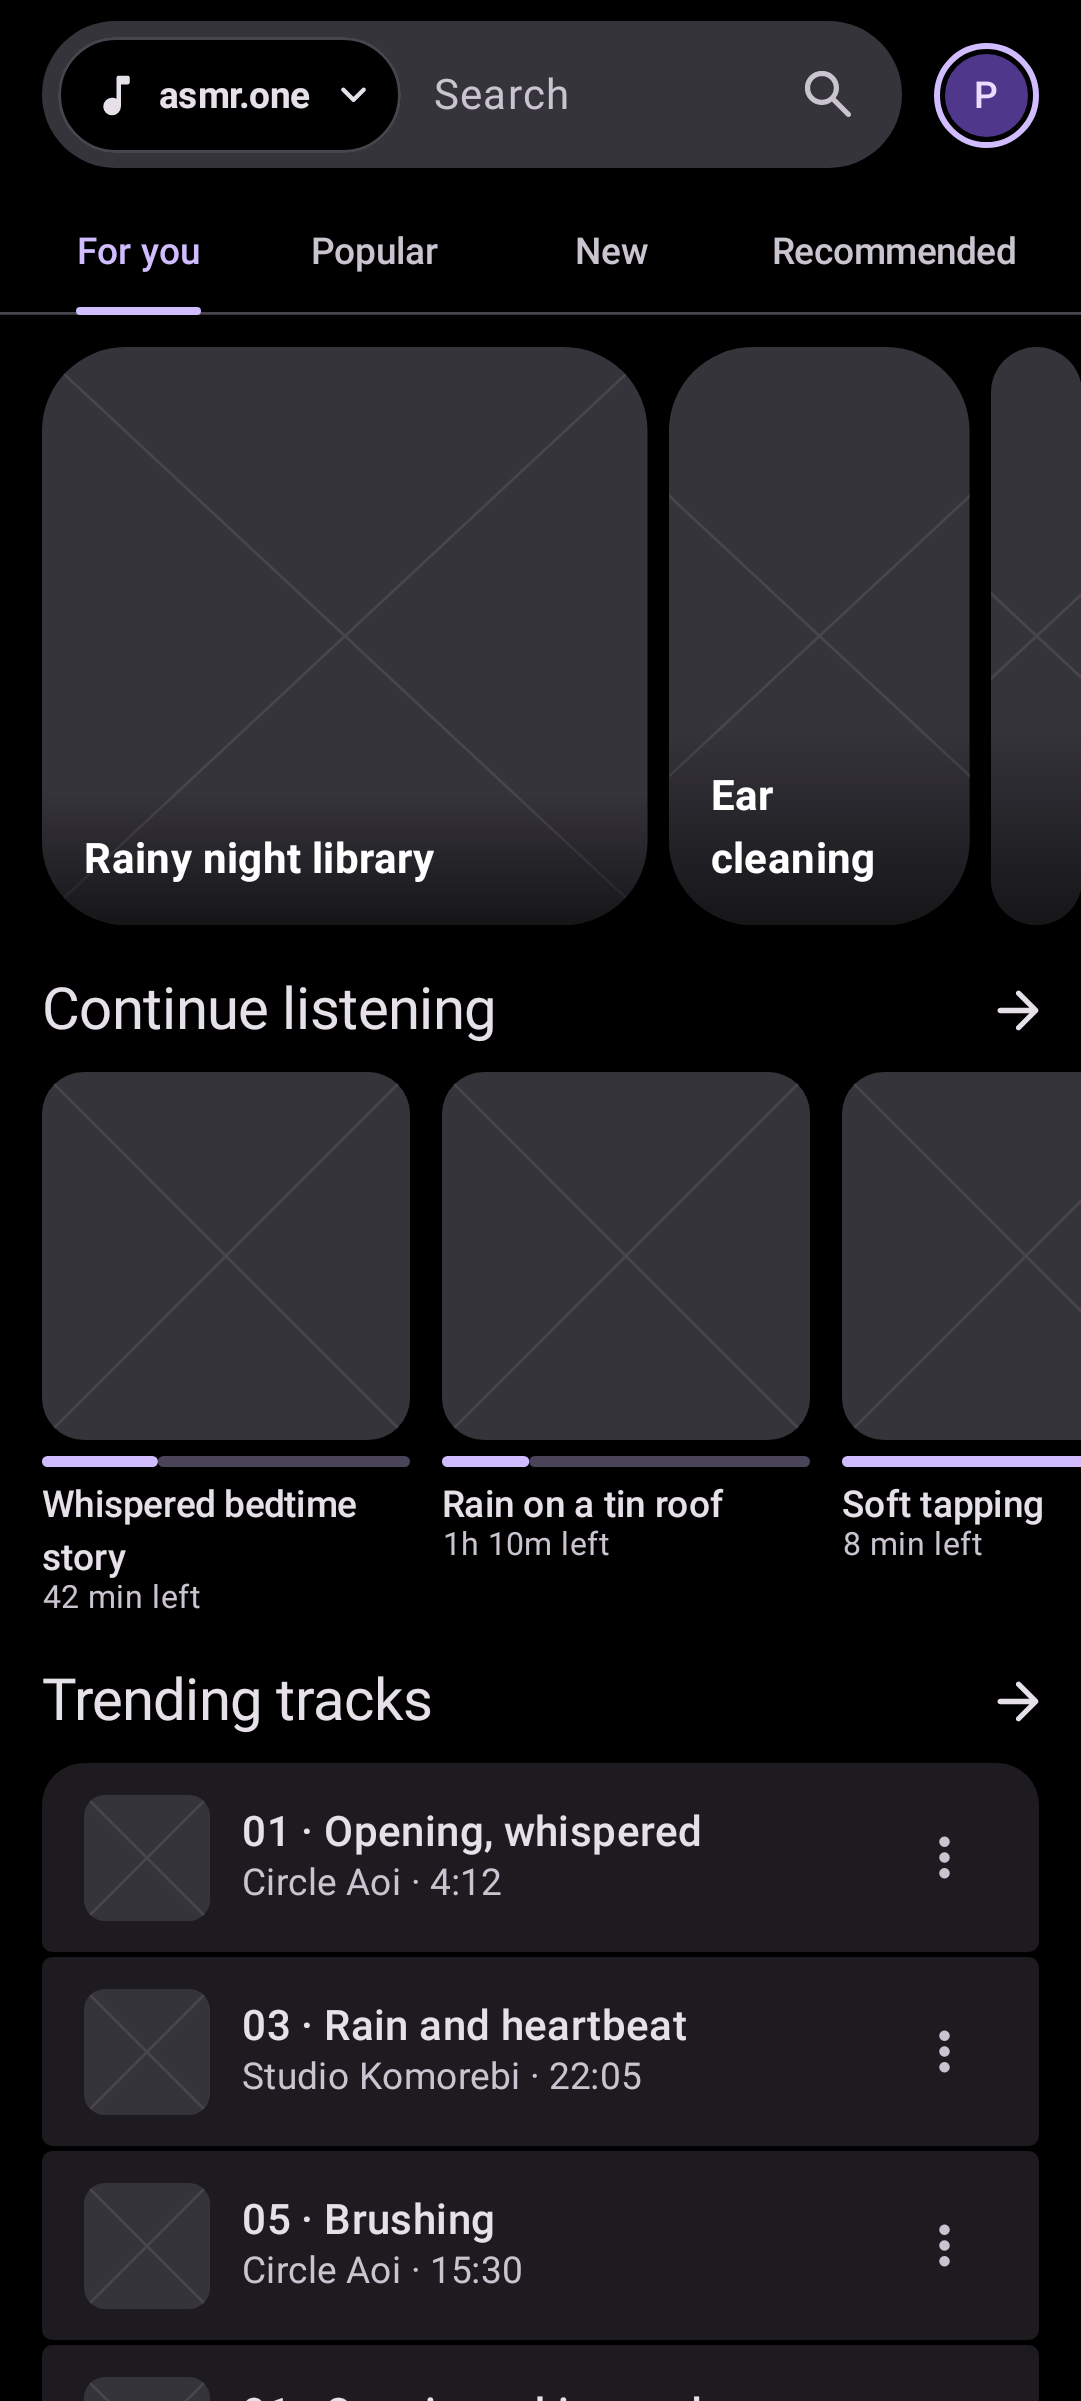 asmr.one
Search
P
For you
Popular
New
Recommended
Rainy night library
Ear
cleaning
Continue listening
Whispered bedtime
story
42 min left
Rain on a tin roof
1h 10m left
Soft tapping
8 min left
Trending tracks
01 · Opening, whispered
Circle Aoi · 4:12
03 · Rain and heartbeat
Studio Komorebi · 22:05
05 · Brushing
Circle Aoi · 15:30